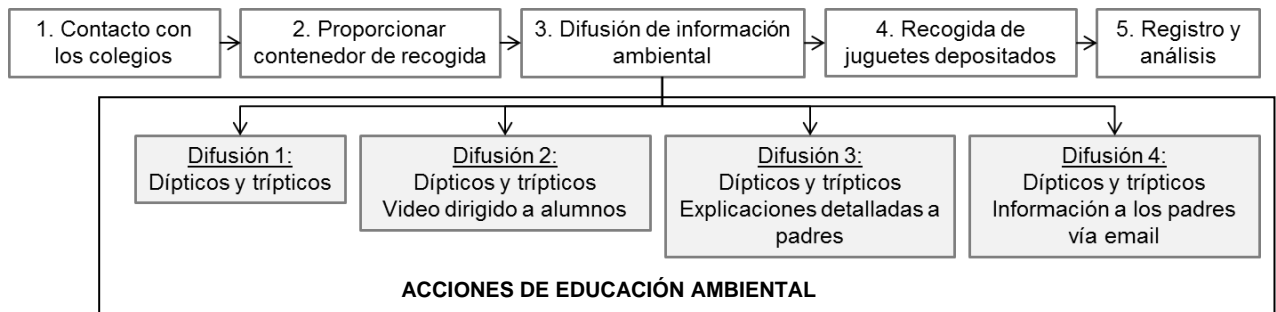 1. Contacto con
los colegios
2. Proporcionar
contenedor de recogida
3. Difusión de información
ambiental
4. Recogida de
juguetes depositados
5. Registro y
análisis
Difusión 1:
Dípticos y trípticos
Difusión 2:
Dípticos y trípticos
Video dirigido a alumnos
Difusión 3:
Dípticos y trípticos
Explicaciones detalladas a
padres
Difusión 4:
Dípticos y trípticos
Información a los padres
vía email
ACCIONES DE EDUCACIÓN AMBIENTAL